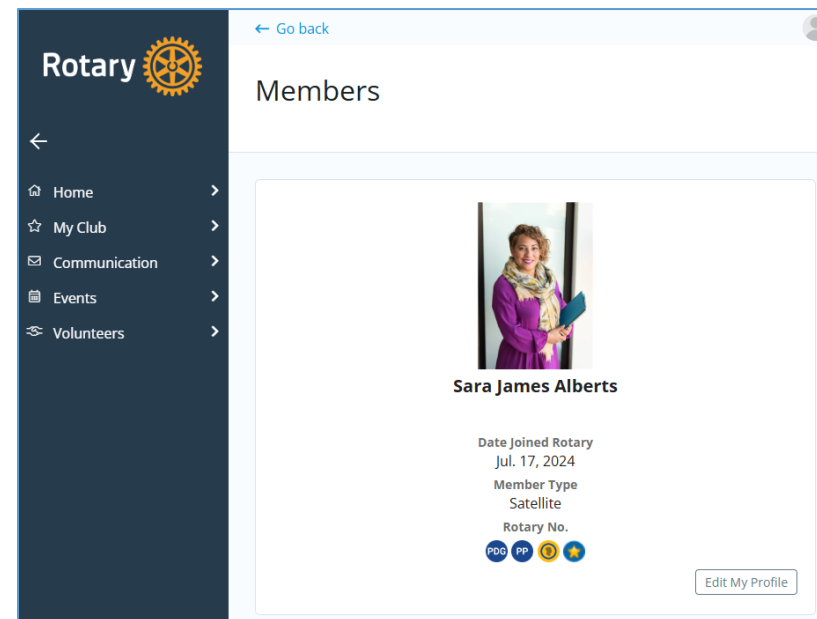 Rotary
Home
My Club
Communication
Events
Volunteers
← Go back
Members
Sara James Alberts
Date Joined Rotary
Jul. 17, 2024
Member Type
Satellite
Rotary No.
PDG PP
Edit My Profile